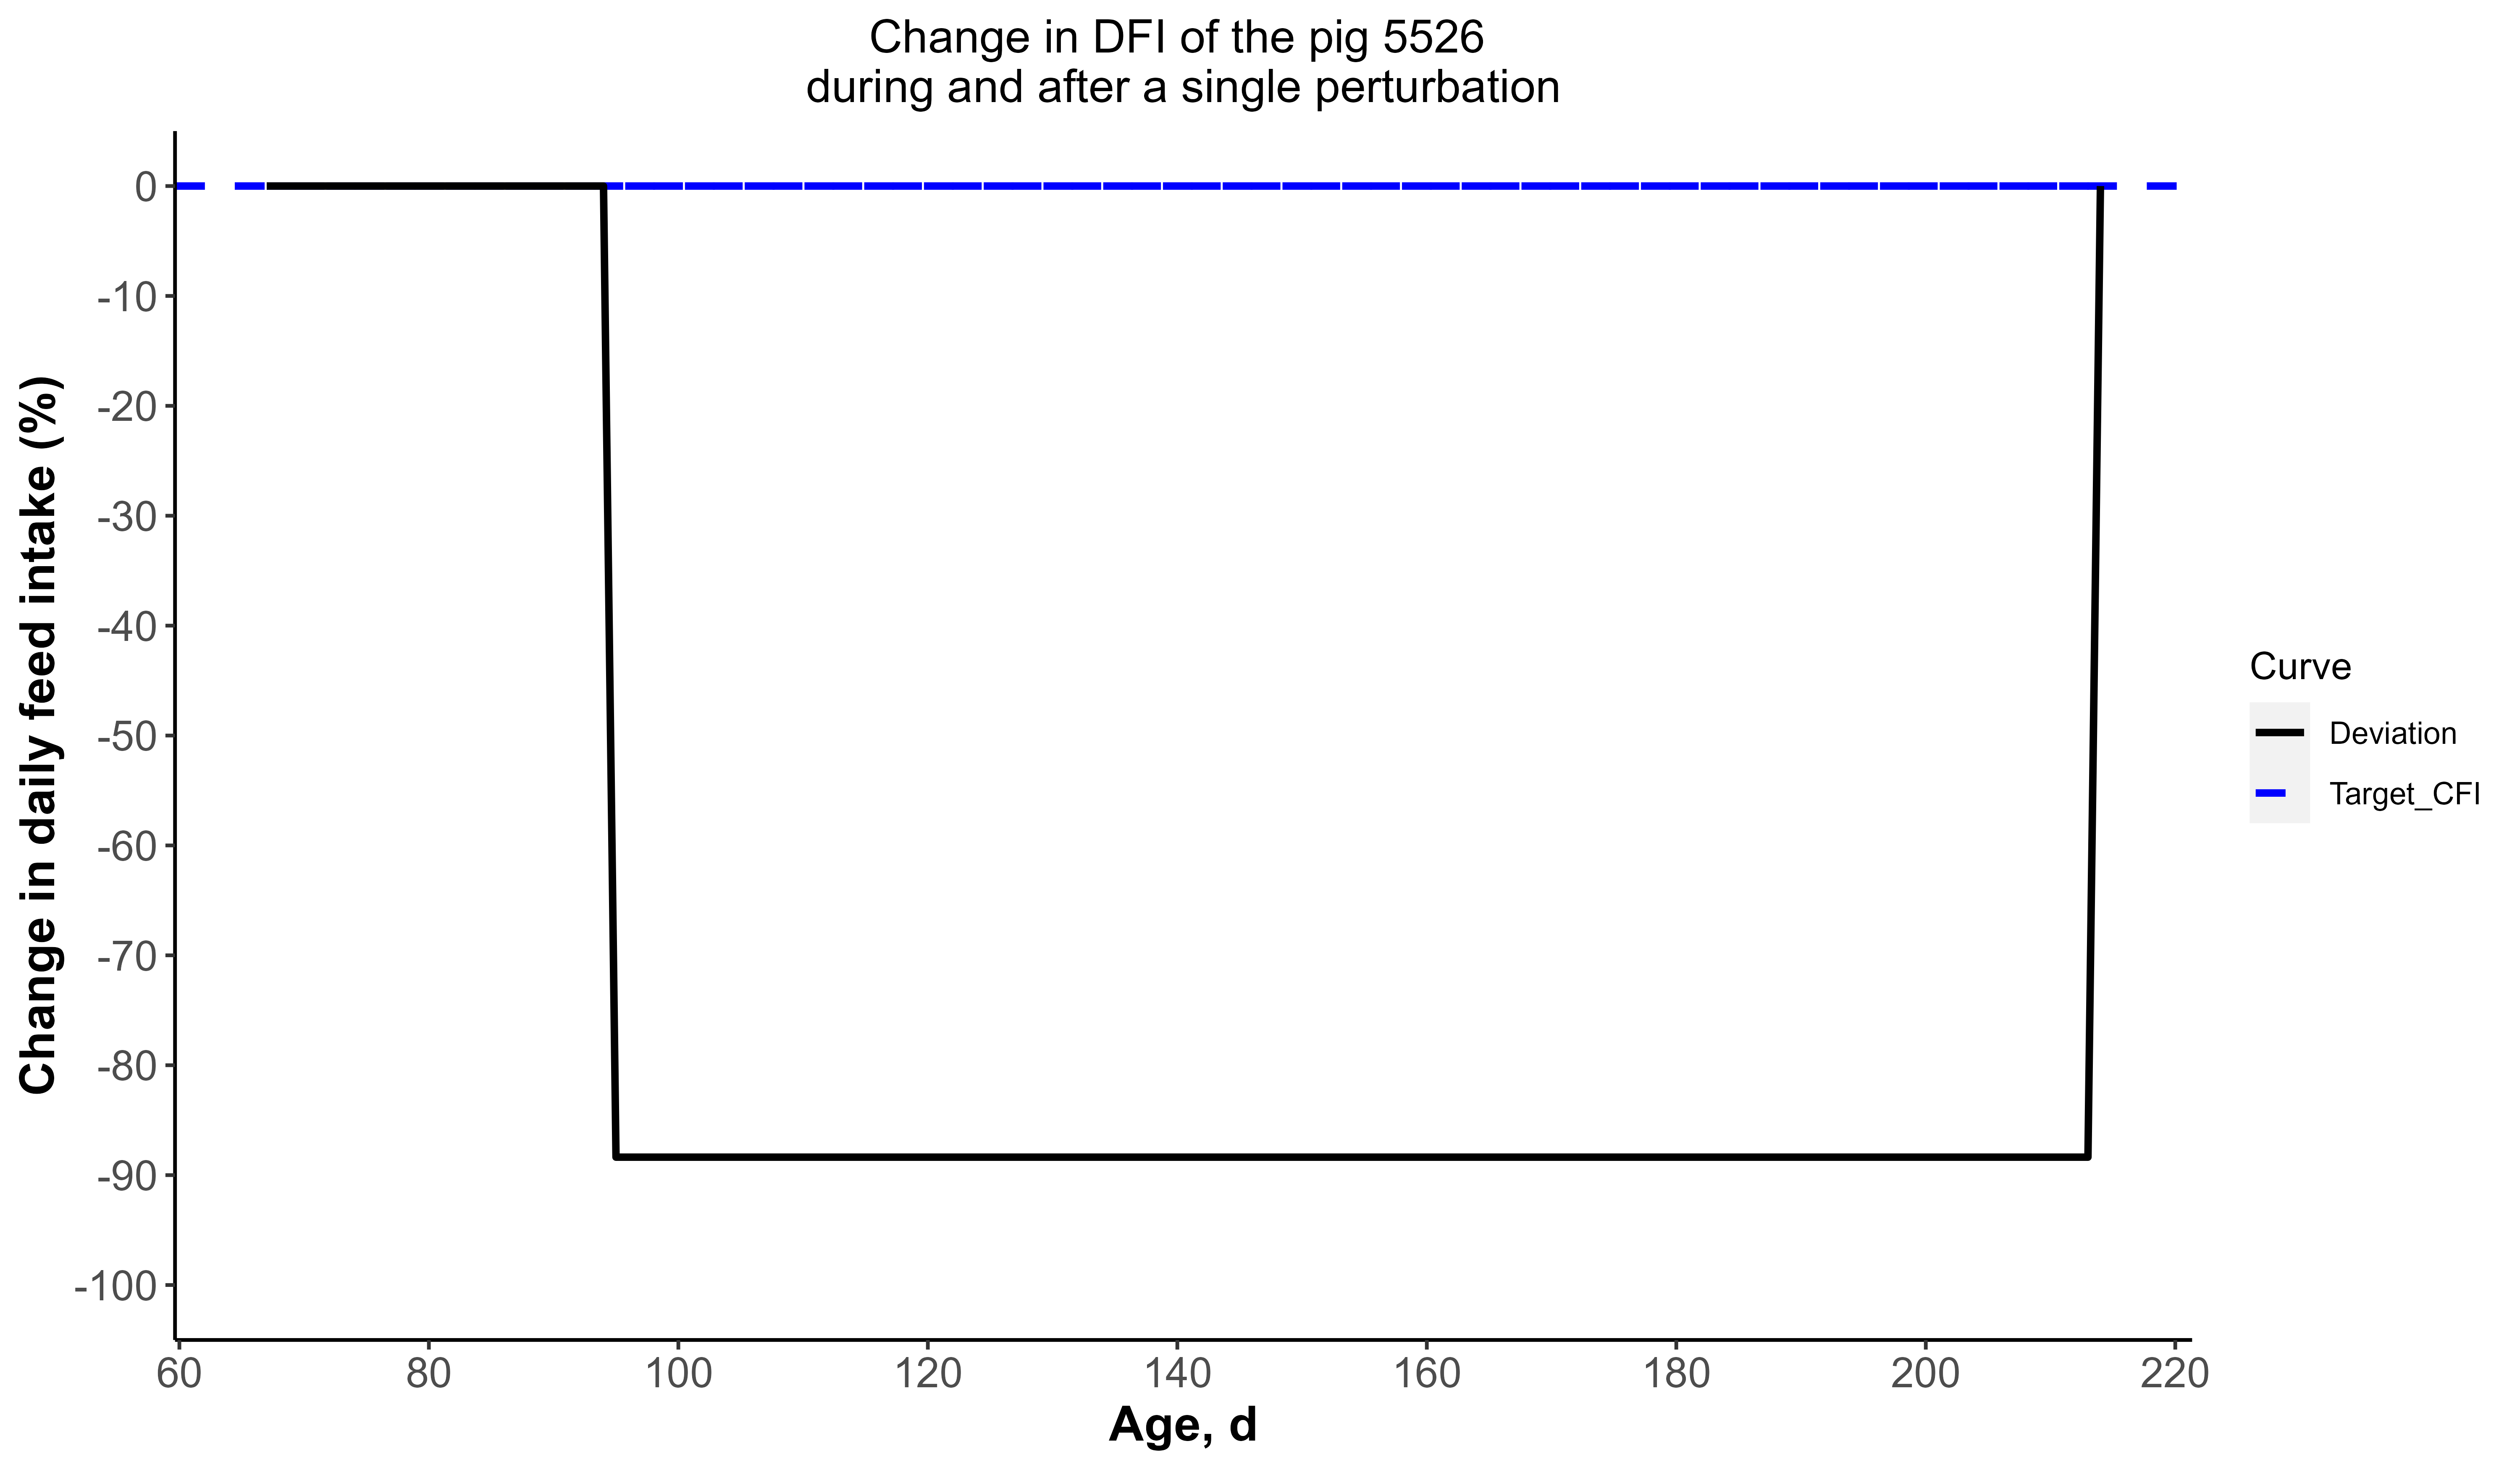 Change in DFI of the pig 5526
during and after a single perturbation
Change in daily feed intake (%)
0
-10
-20
-30
-40
-50
-60
-70
-80
-90
-100
60 80 100 120 140 160 180 200 220
Age, d
Curve
Deviation
Target_CFI